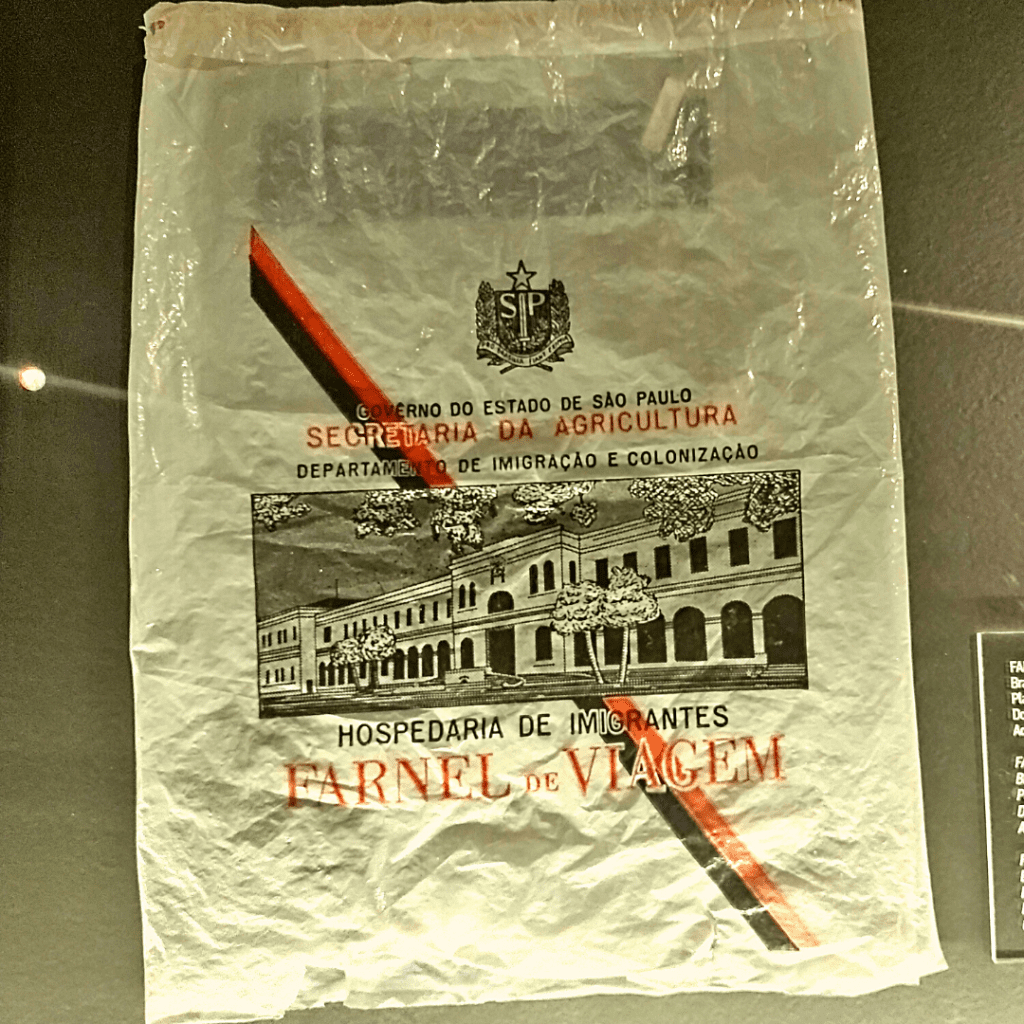 SP
GOVERNO DO ESTADO DE SÃO PAULO
SECRETARIA DA AGRICULTURA
DEPARTAMENTO DE IMIGRAÇÃO E COLONIZAÇÃO
HOSPEDARIA DE IMIGRANTES
FARNEL DE VIAGEM